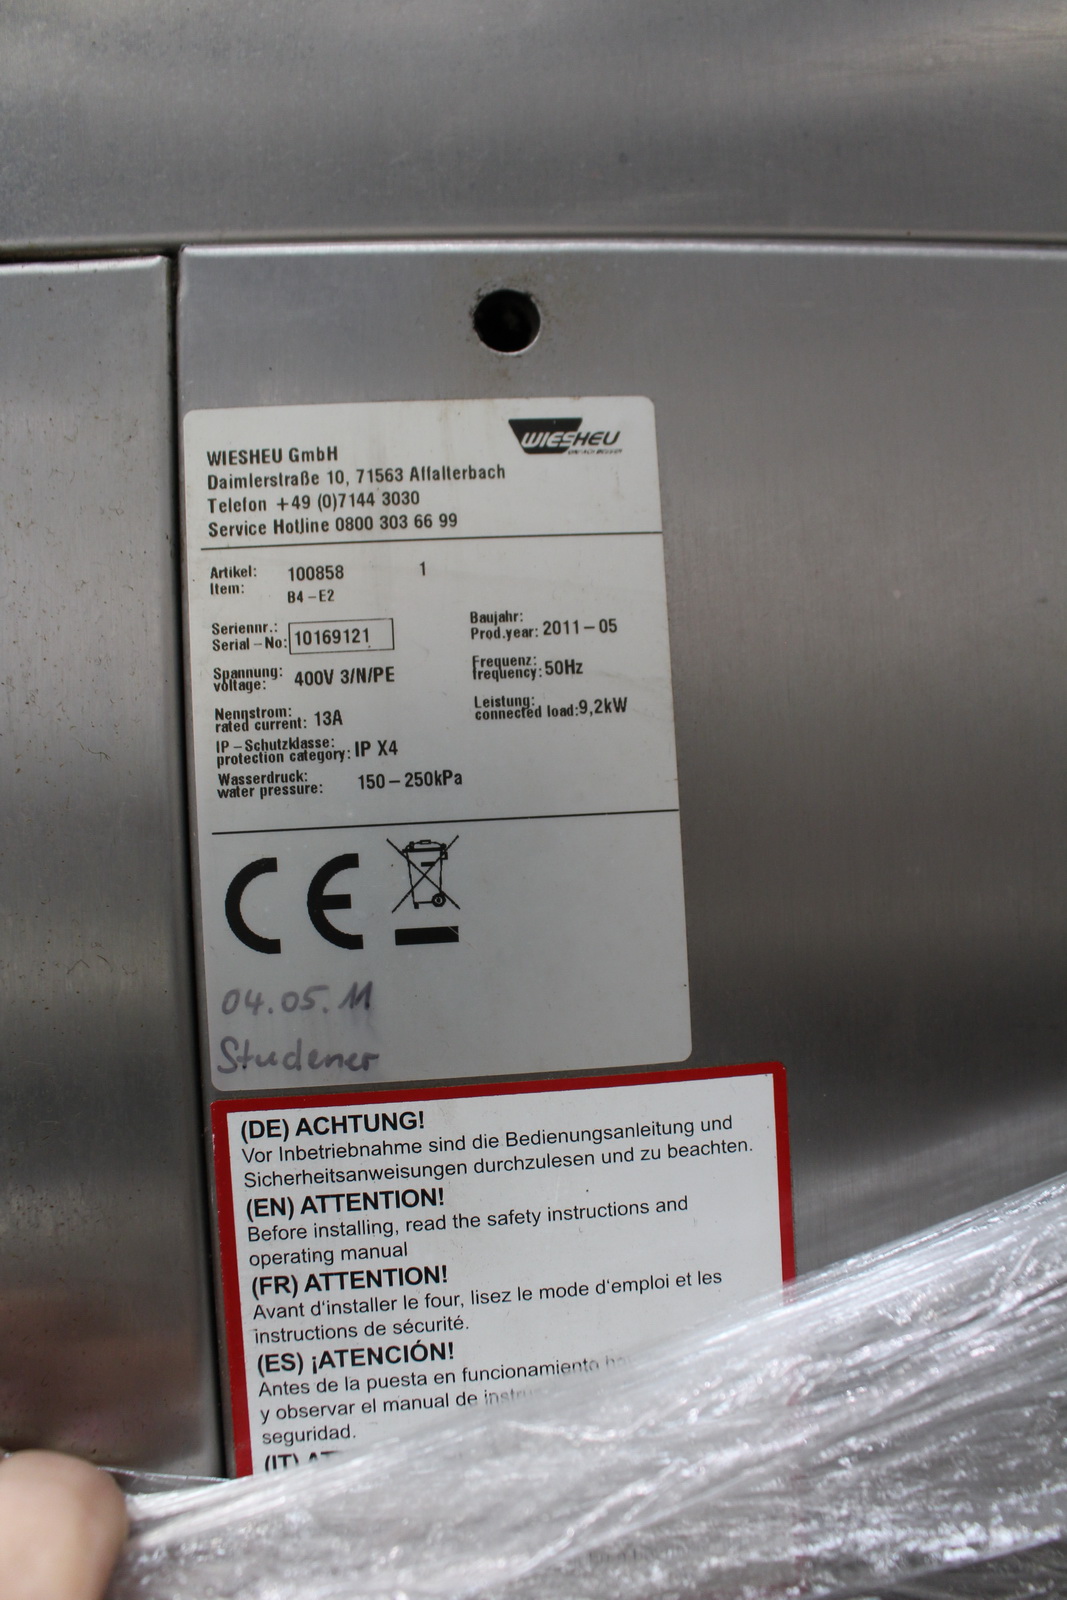 WIESHEU GmbH
Daimlerstraße 10, 71563 Affalterbach
Telefon +49 (0)7144 3030
Service Hotline 0800 303 66 99
WIESHEU
Artikel: 100858 1
Item: B4-E2
Seriennr.:
Serial-No: 10169121
Baujahr:
Prod.year: 2011-05
Spannung:
voltage: 400V 3/N/PE
Frequenz:
frequency: 50Hz
Nennstrom:
rated current: 13A
Leistung:
connected load: 9,2kW
IP-Schutzklasse:
protection category: IP X4
Wasserdruck:
water pressure: 150-250kPa
CE
04.05.11
Studener
(DE) ACHTUNG!
Vor Inbetriebnahme sind die Bedienungsanleitung und
Sicherheitsanweisungen durchzulesen und zu beachten.
(EN) ATTENTION!
Before installing, read the safety instructions and
operating manual
(FR) ATTENTION!
Avant d'installer le four, lisez le mode d'emploi et les
instructions de sécurité.
(ES) ¡ATENCIÓN!
Antes de la puesta en funcionamiento
y observar el manual de
seguridad.
(IT)